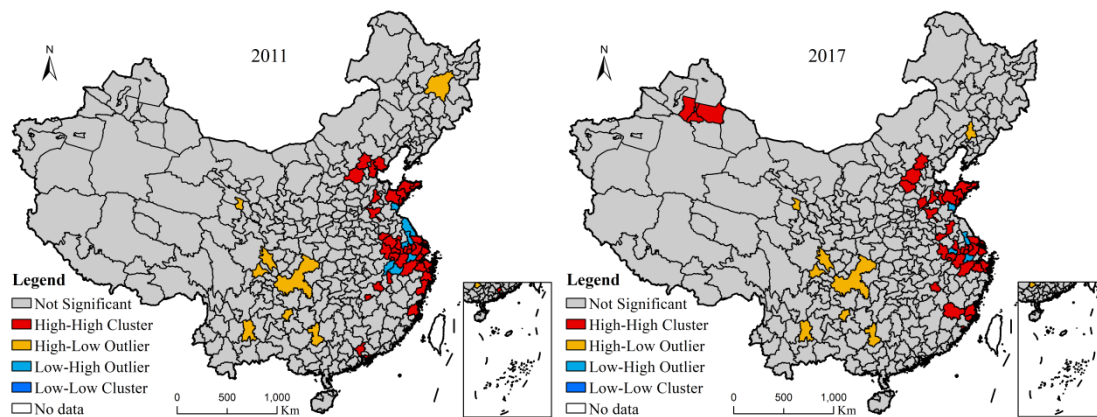 N
2011
Legend
Not Significant
High-High Cluster
High-Low Outlier
Low-High Outlier
Low-Low Cluster
No data
0 500 1,000
Km
N
2017
Legend
Not Significant
High-High Cluster
High-Low Outlier
Low-High Outlier
Low-Low Cluster
No data
0 500 1,000
Km